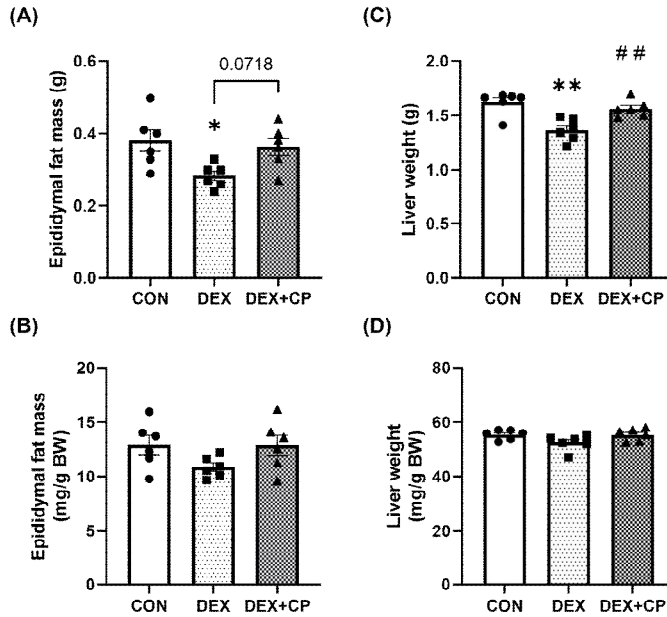 (A)
Epididymal fat mass (g)
0.6
0.4
0.2
0.0
0.0718
*
CON DEX DEX+CP
(C)
Liver weight (g)
2.0
1.5
1.0
0.5
0.0
**
##
CON DEX DEX+CP
(B)
Epididymal fat mass
(mg/g BW)
20
15
10
5
0
CON DEX DEX+CP
(D)
Liver weight
(mg/g BW)
80
60
40
20
0
CON DEX DEX+CP